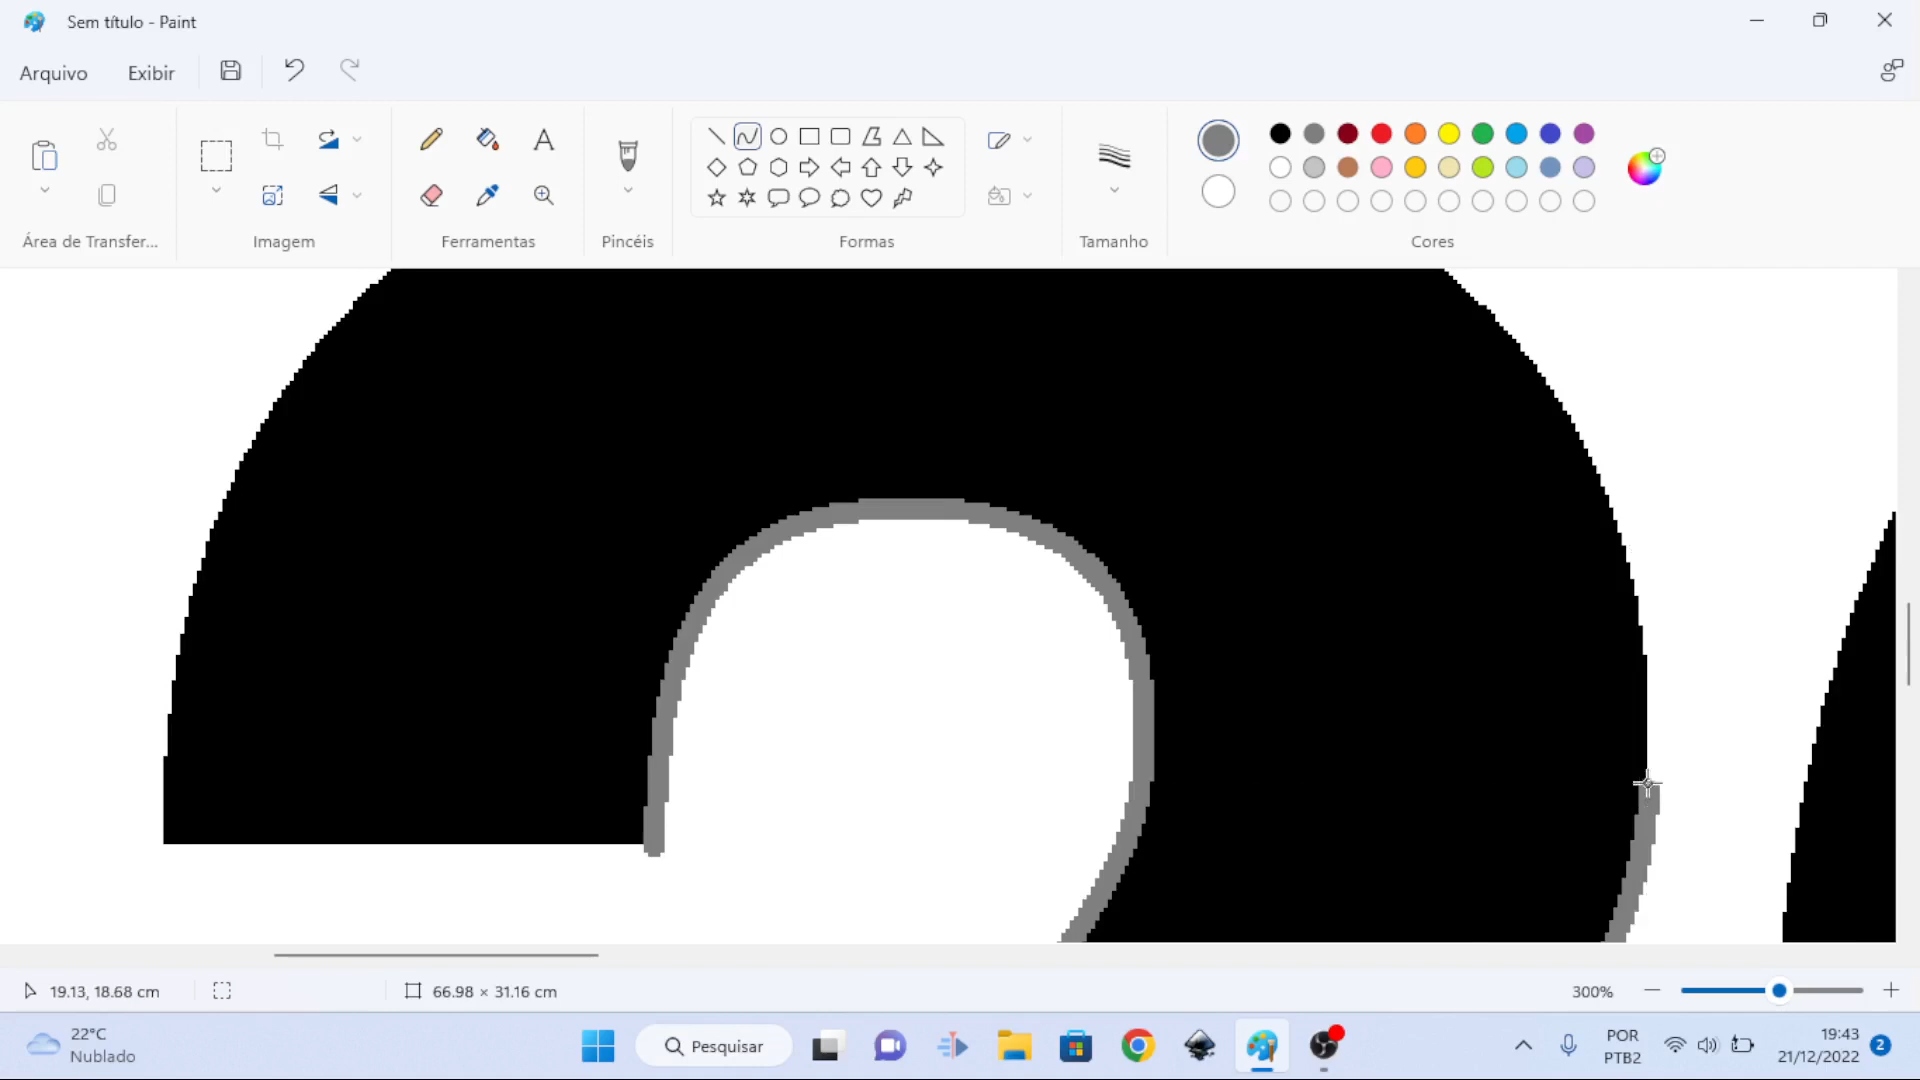 Sem título - Paint
Arquivo Exibir
Área de Transfer... Imagem Ferramentas Pincéis Formas Tamanho Cores
19.13, 18.68 cm 66.98 × 31.16 cm 300%
22°C
Nublado
Pesquisar
POR
PTB2
19:43
21/12/2022
2